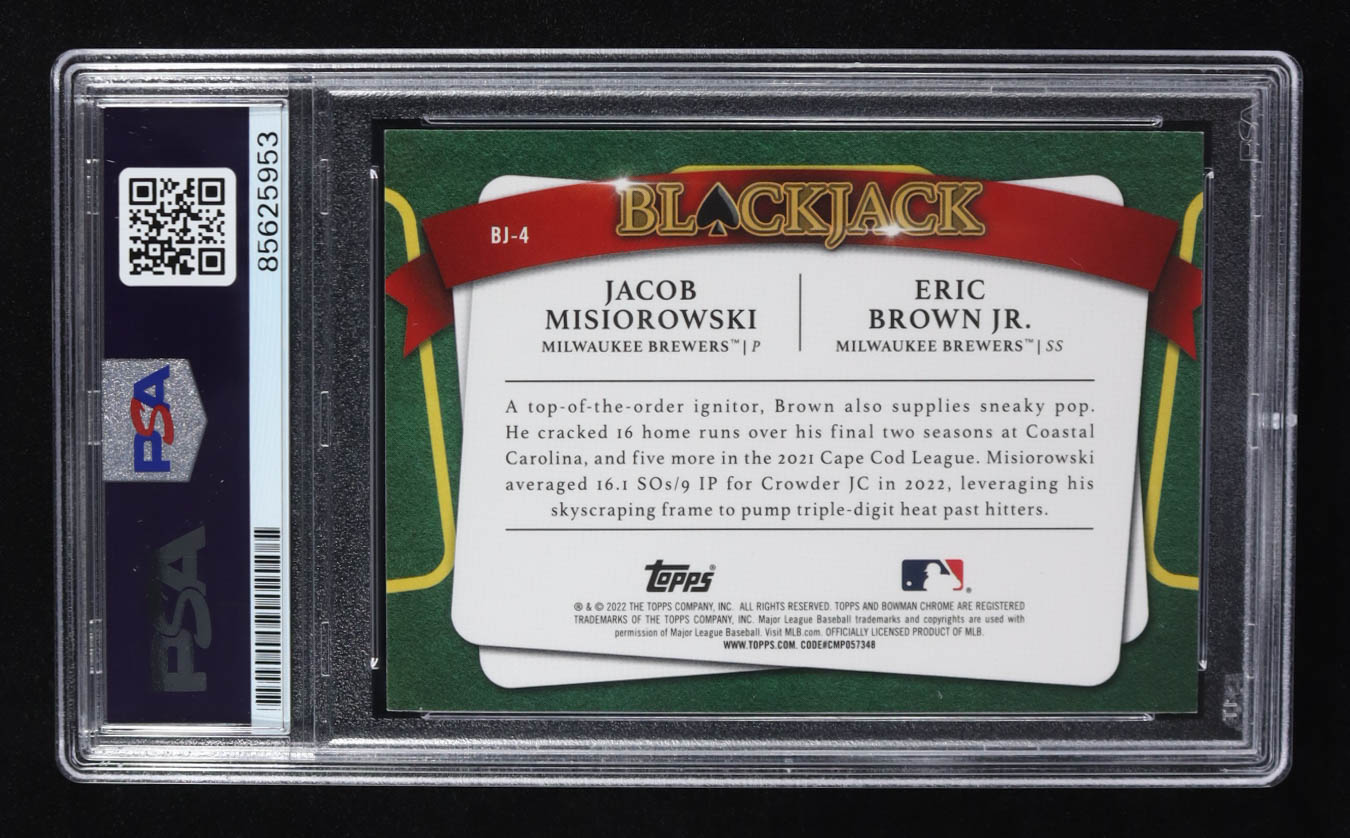 85625953
PSA
PSA
BLACKJACK
BJ-4
JACOB
MISIOROWSKI
MILWAUKEE BREWERS™ | P
ERIC
BROWN JR.
MILWAUKEE BREWERS™ | SS
A top-of-the-order ignitor, Brown also supplies sneaky pop.
He cracked 16 home runs over his final two seasons at Coastal
Carolina, and five more in the 2021 Cape Cod League. Misiorowski
averaged 16.1 SOs/9 IP for Crowder JC in 2022, leveraging his
skyscraping frame to pump triple-digit heat past hitters.
Topps®
®
® & © 2022 THE TOPPS COMPANY, INC. ALL RIGHTS RESERVED. TOPPS AND BOWMAN CHROME ARE REGISTERED
TRADEMARKS OF THE TOPPS COMPANY, INC. Major League Baseball trademarks and copyrights are used with
permission of Major League Baseball. Visit MLB.com. OFFICIALLY LICENSED PRODUCT OF MLB.
WWW.TOPPS.COM. CODE#CMP057348
PSA